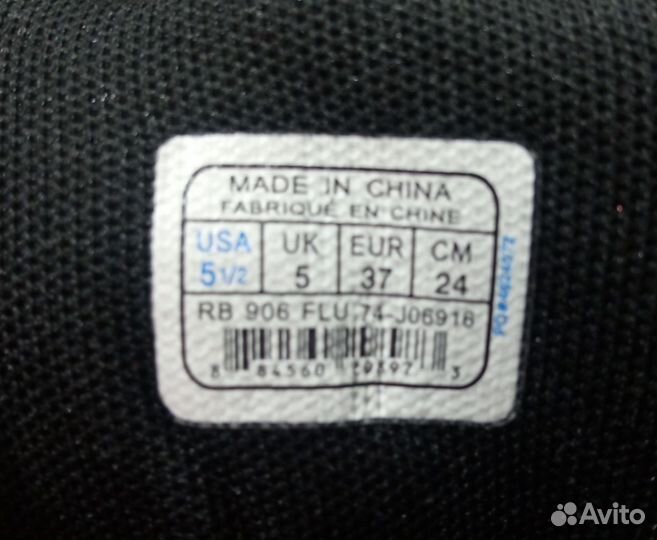 MADE IN CHINA
FABRIQUÉ EN CHINE
USA UK EUR CM
5 1/2 5 37 24
RB 906 FLU 74-J06918
8 84560 3
Avito